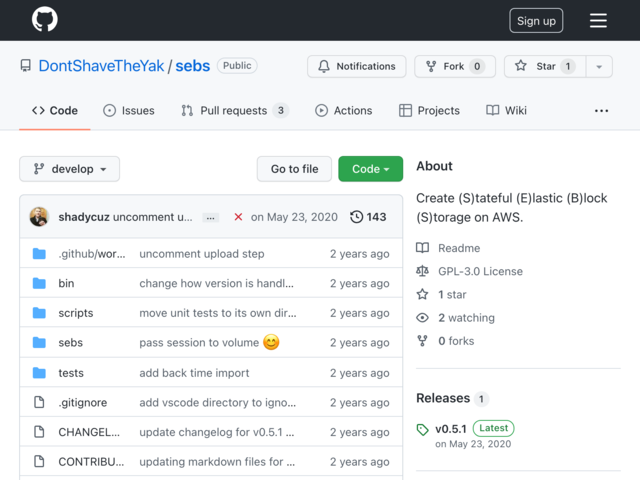 Sign up
DontShaveTheYak / sebs Public
Notifications Fork 0 Star 1
Code Issues Pull requests 3 Actions Projects Wiki ...
develop Go to file Code
shadycuz uncomment u... ... on May 23, 2020 143
.github/wor... uncomment upload step 2 years ago
bin change how version is handl... 2 years ago
scripts move unit tests to its own dir... 2 years ago
sebs pass session to volume 😊 2 years ago
tests add back time import 2 years ago
.gitignore add vscode directory to igno... 2 years ago
CHANGEL... update changelog for v0.5.1 ... 2 years ago
CONTRIBU... updating markdown files for ... 2 years ago
About
Create (S)tateful (E)lastic (B)lock
(S)torage on AWS.
Readme
GPL-3.0 License
1 star
2 watching
0 forks
Releases 1
v0.5.1 Latest
on May 23, 2020